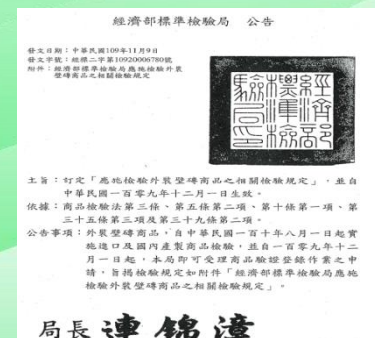 經濟部標準檢驗局　公告
發文日期：中華民國109年11月9日
發文字號：經標二字第10920006780號
附件：經濟部標準檢驗局應施檢驗外裝
壁磚商品之相關檢驗規定
經濟部
標準檢
驗局印
主旨：訂定「應施檢驗外裝壁磚商品之相關檢驗規定」，並自
中華民國一百零九年十二月一日生效。
依據：商品檢驗法第三條、第五條第二項、第十條第一項、第
三十五條第三項及第三十九條第二項。
公告事項：外裝壁磚商品，自中華民國一百十年八月一日起實
施進口及國內產製商品檢驗，並自一百零九年十二
月一日起，本局即可受理商品驗證登錄作業之申
請，旨揭檢驗規定如附件「經濟部標準檢驗局應施
檢驗外裝壁磚商品之相關檢驗規定」。
局長 連錦漳